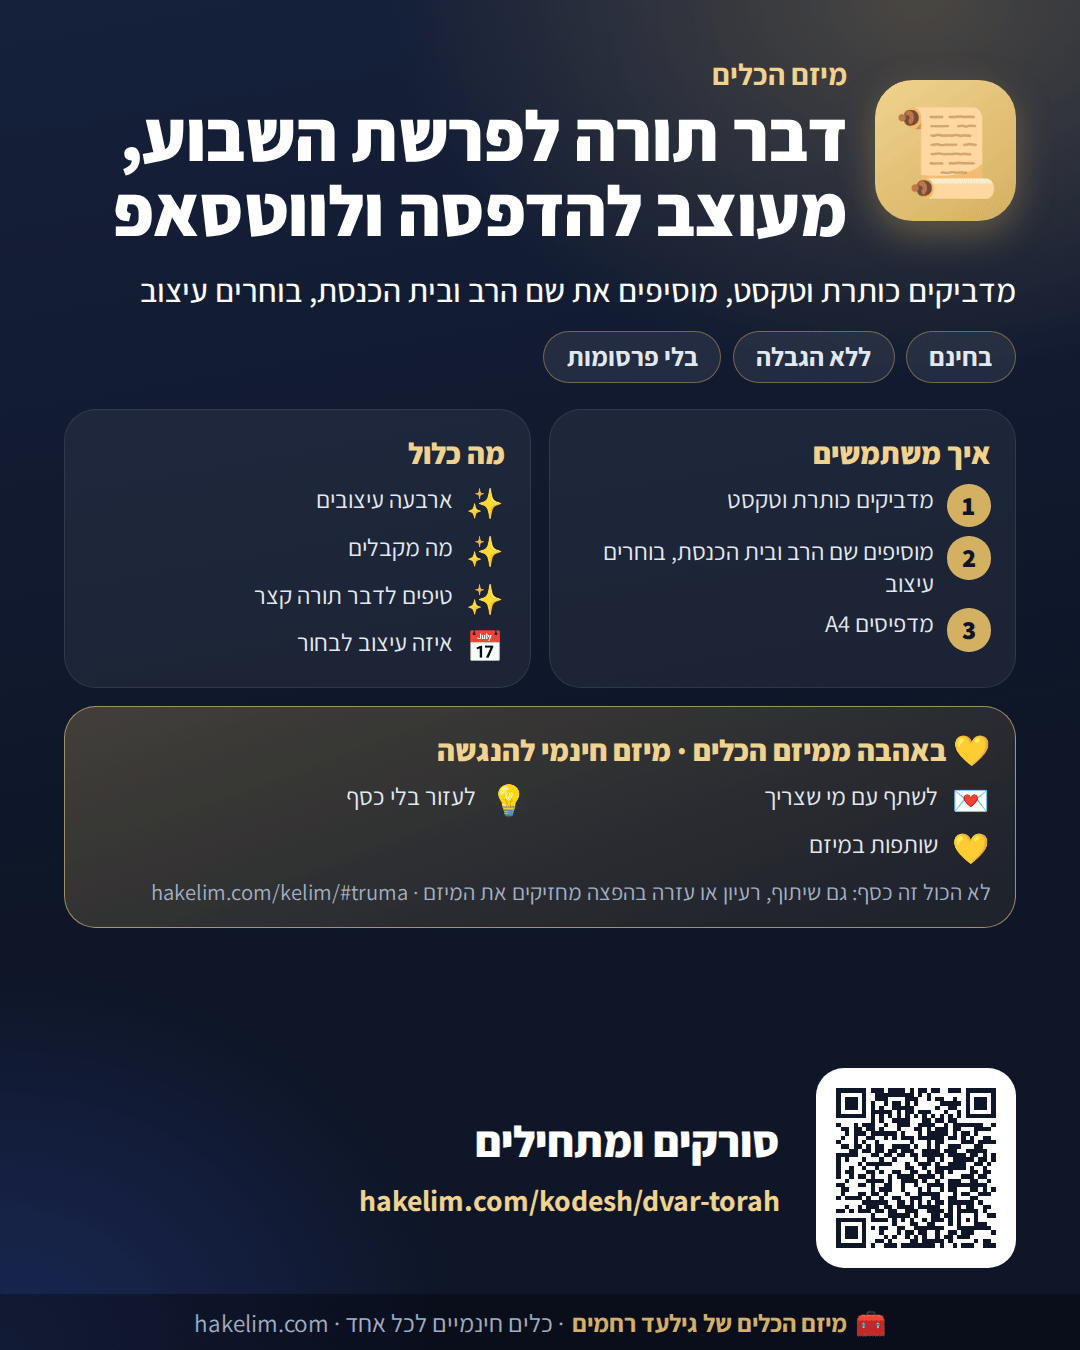 מיזם הכלים
דבר תורה לפרשת השבוע,
מעוצב להדפסה ולווטסאפ
מדביקים כותרת וטקסט, מוסיפים את שם הרב ובית הכנסת, בוחרים עיצוב
בחינם
ללא הגבלה
בלי פרסומות
איך משתמשים
1 מדביקים כותרת וטקסט
2 מוסיפים שם הרב ובית הכנסת, בוחרים
עיצוב
3 מדפיסים A4
מה כלול
✨ ארבעה עיצובים
✨ מה מקבלים
✨ טיפים לדבר תורה קצר
📅 איזה עיצוב לבחור
💛 באהבה ממיזם הכלים · מיזם חינמי להנגשה
💌 לשתף עם מי שצריך
💡 לעזור בלי כסף
💛 שותפות במיזם
לא הכול זה כסף: גם שיתוף, רעיון או עזרה בהפצה מחזיקים את המיזם · hakelim.com/kelim/#truma
סורקים ומתחילים
hakelim.com/kodesh/dvar-torah
🧰 מיזם הכלים של גילעד רחמים · כלים חינמיים לכל אחד · hakelim.com